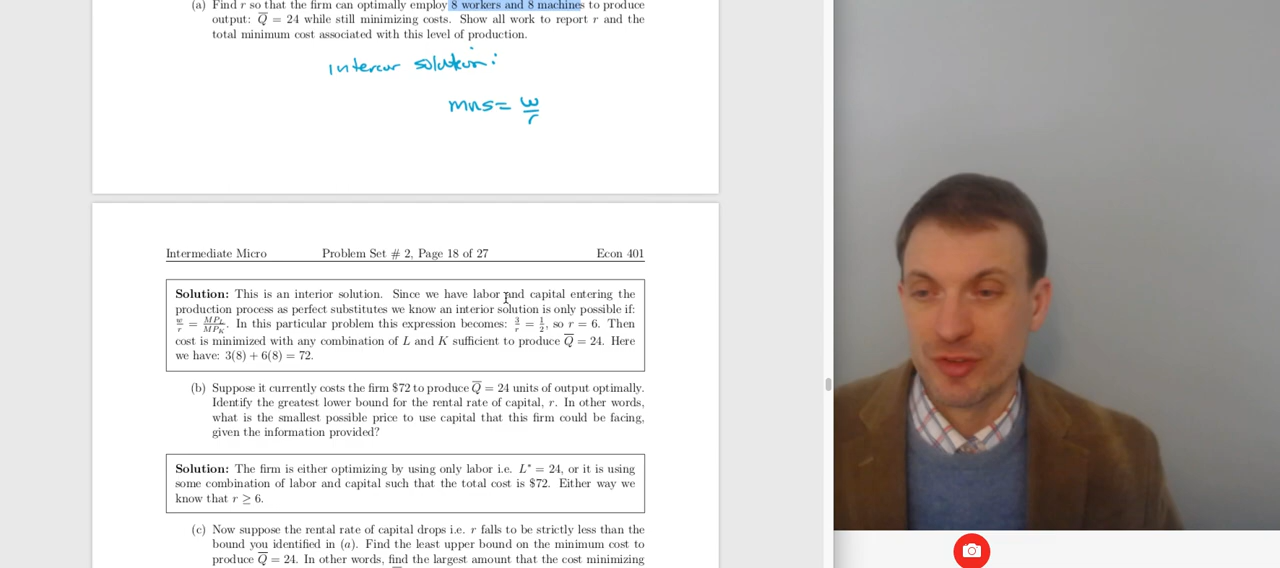 (a) Find r so that the firm can optimally employ 8 workers and 8 machines to produce
output: Q̅ = 24 while still minimizing costs. Show all work to report r and the
total minimum cost associated with this level of production.
interior solution:
MRS = w/r
Intermediate Micro Problem Set # 2, Page 18 of 27 Econ 401
Solution: This is an interior solution. Since we have labor and capital entering the
production process as perfect substitutes we know an interior solution is only possible if:
w/r = MP_L/MP_K. In this particular problem this expression becomes: 3/r = 1/2, so r = 6. Then
cost is minimized with any combination of L and K sufficient to produce Q̅ = 24. Here
we have: 3(8) + 6(8) = 72.
(b) Suppose it currently costs the firm $72 to produce Q̅ = 24 units of output optimally.
Identify the greatest lower bound for the rental rate of capital, r. In other words,
what is the smallest possible price to use capital that this firm could be facing,
given the information provided?
Solution: The firm is either optimizing by using only labor i.e. L* = 24, or it is using
some combination of labor and capital such that the total cost is $72. Either way we
know that r ≥ 6.
(c) Now suppose the rental rate of capital drops i.e. r falls to be strictly less than the
bound you identified in (a). Find the least upper bound on the minimum cost to
produce Q̅ = 24. In other words, find the largest amount that the cost minimizing